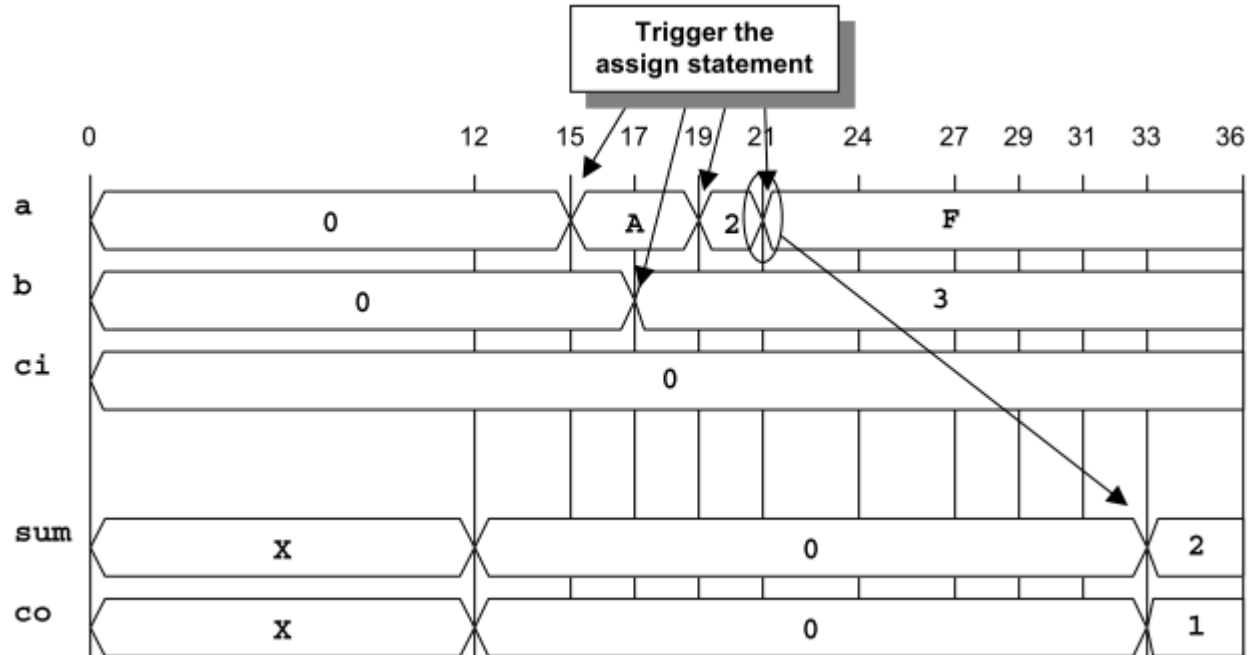 Trigger the
assign statement
0 12 15 17 19 21 24 27 29 31 33 36
a 0 A 2 F
b 0 3
ci 0
sum X 0 2
co X 0 1